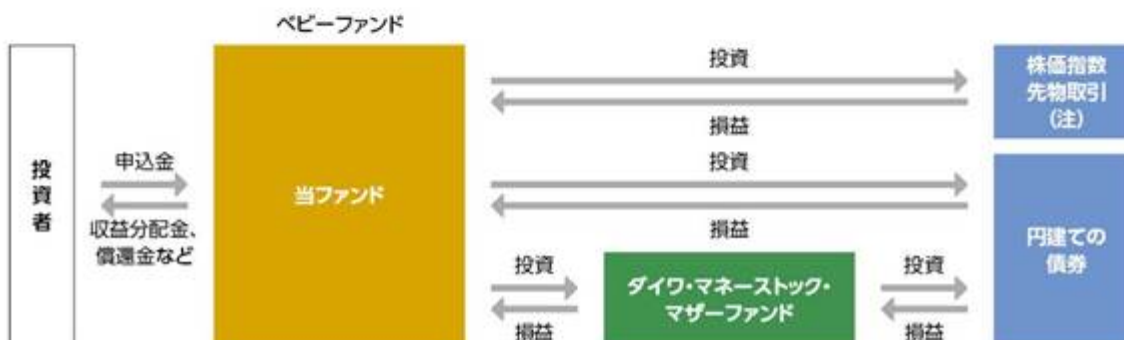 ベビーファンド
投資者
申込金
収益分配金、
償還金など
当ファンド
投資
損益
株価指数
先物取引
(注)
投資
損益
円建ての
債券
投資
損益
ダイワ・マネーストック・
マザーファンド
投資
損益